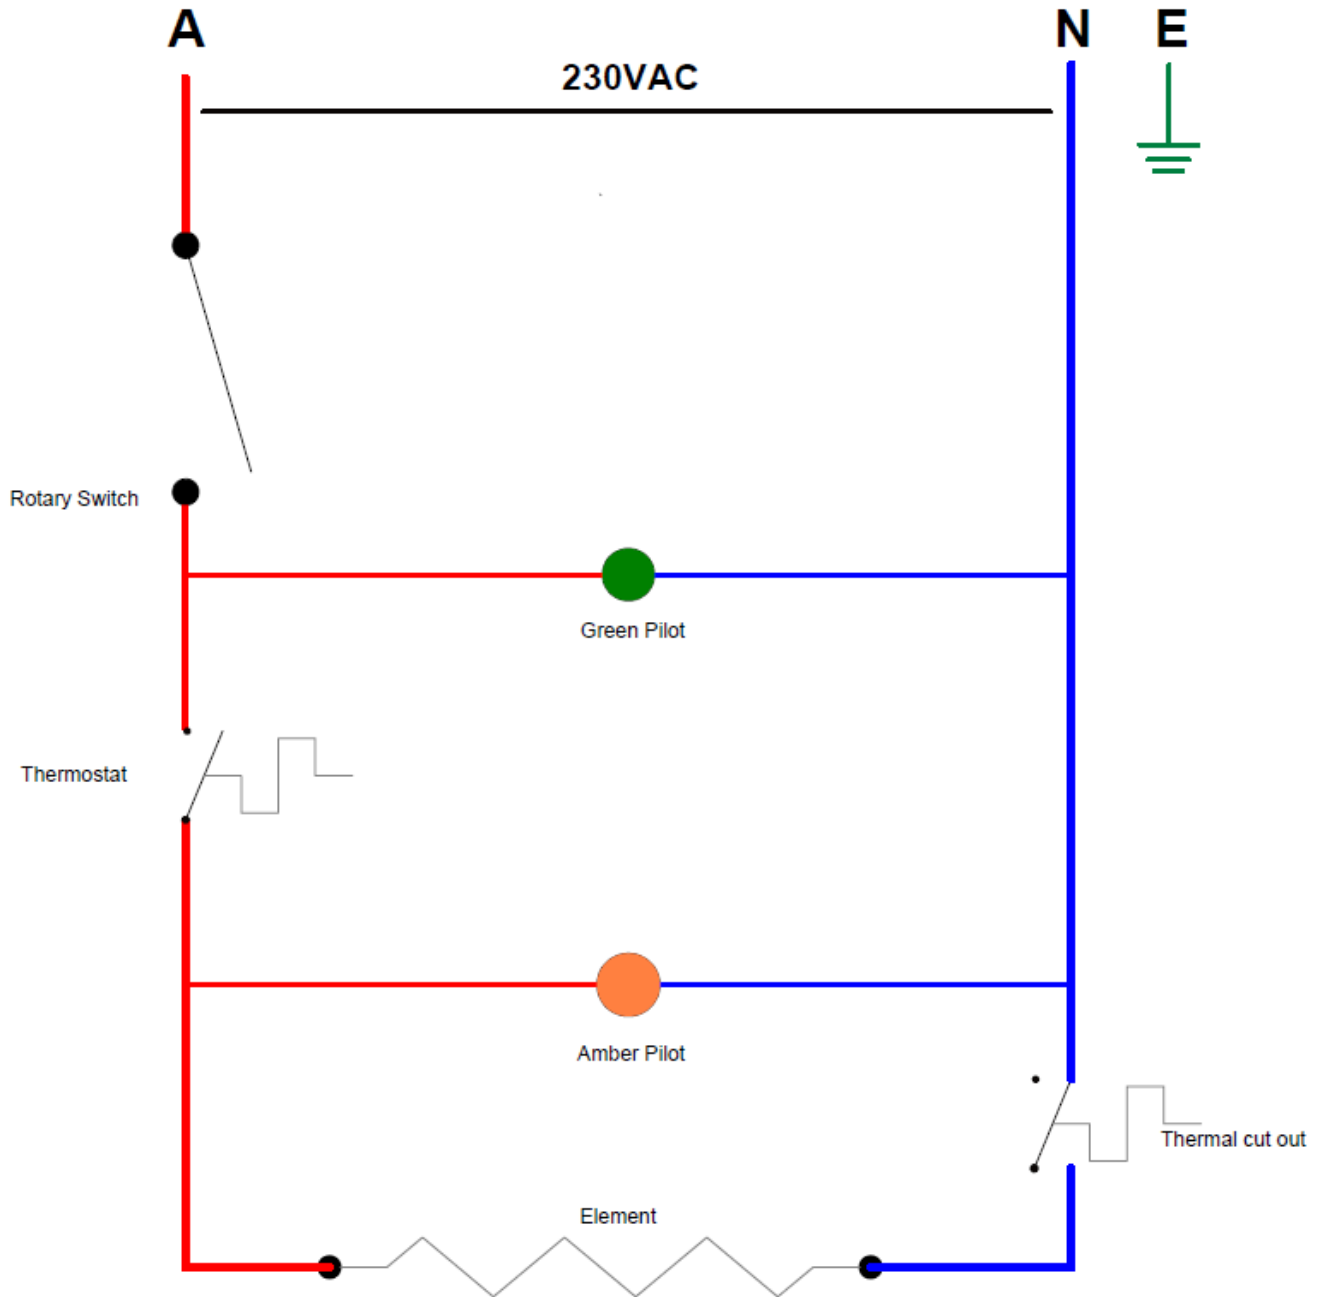 A
N
E
230VAC
Rotary Switch
Green Pilot
Thermostat
Amber Pilot
Thermal cut out
Element